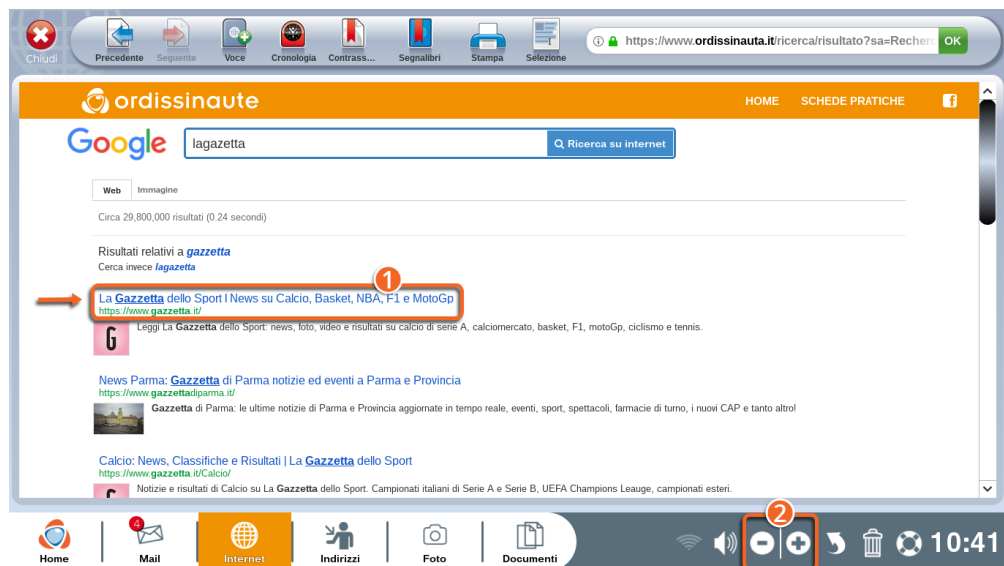 Chiudi
Precedente Seguente Voce Cronologia Contrass... Segnalibri Stampa Selezione
https://www.ordissinauta.it/ricerca/risultato?sa=Recherc OK
ordissinaute
HOME SCHEDE PRATICHE f
Google lagazetta Ricerca su internet
Web Immagine
Circa 29,800,000 risultati (0.24 secondi)
Risultati relativi a gazzetta
Cerca invece lagazetta
1
La Gazzetta dello Sport l News su Calcio, Basket, NBA, F1 e MotoGp
https://www.gazzetta.it/
G
Leggi La Gazzetta dello Sport: news, foto, video e risultati su calcio di serie A, calciomercato, basket, F1, motoGp, ciclismo e tennis.
News Parma: Gazzetta di Parma notizie ed eventi a Parma e Provincia
https://www.gazzettadiparma.it/
Gazzetta di Parma: le ultime notizie di Parma e Provincia aggiornate in tempo reale, eventi, sport, spettacoli, farmacie di turno, i nuovi CAP e tanto altro!
Calcio: News, Classifiche e Risultati | La Gazzetta dello Sport
https://www.gazzetta.it/Calcio/
Notizie e risultati di Calcio su La Gazzetta dello Sport. Campionati italiani di Serie A e Serie B, UEFA Champions Leauge, campionati esteri.
2
4
Home Mail Internet Indirizzi Foto Documenti
10:41